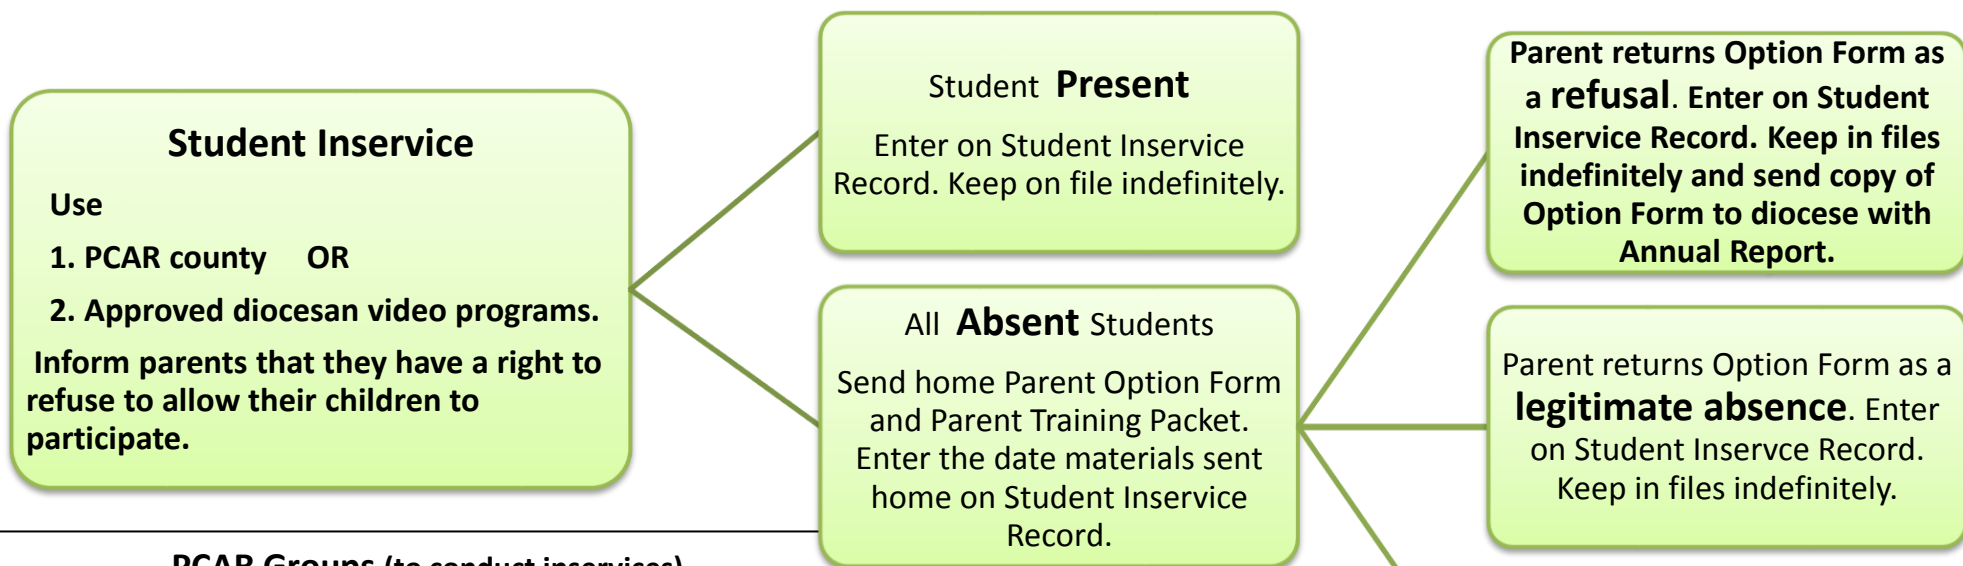 Student Inservice
Use
1. PCAR county OR
2. Approved diocesan video programs.
Inform parents that they have a right to
refuse to allow their children to
participate.
Student Present
Enter on Student Inservice
Record. Keep on file indefinitely.
All Absent Students
Send home Parent Option Form
and Parent Training Packet.
Enter the date materials sent
home on Student Inservice
Record.
Parent returns Option Form as
a refusal. Enter on Student
Inservice Record. Keep in files
indefinitely and send copy of
Option Form to diocese with
Annual Report.
Parent returns Option Form as a
legitimate absence. Enter
on Student Inservce Record.
Keep in files indefinitely.
PCAR Groups (to conduct inservices)